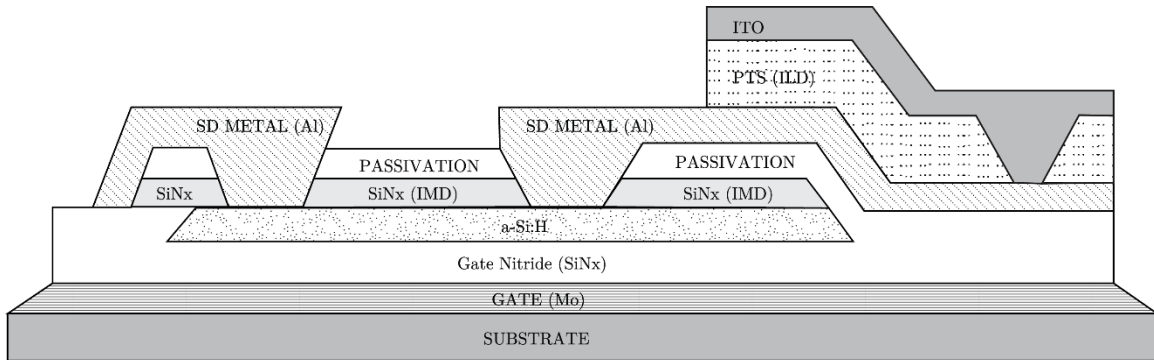 ITO
PTS (ILD)
SD METAL (Al)
SD METAL (Al)
PASSIVATION
PASSIVATION
SiNx
SiNx (IMD)
SiNx (IMD)
a-Si:H
Gate Nitride (SiNx)
GATE (Mo)
SUBSTRATE